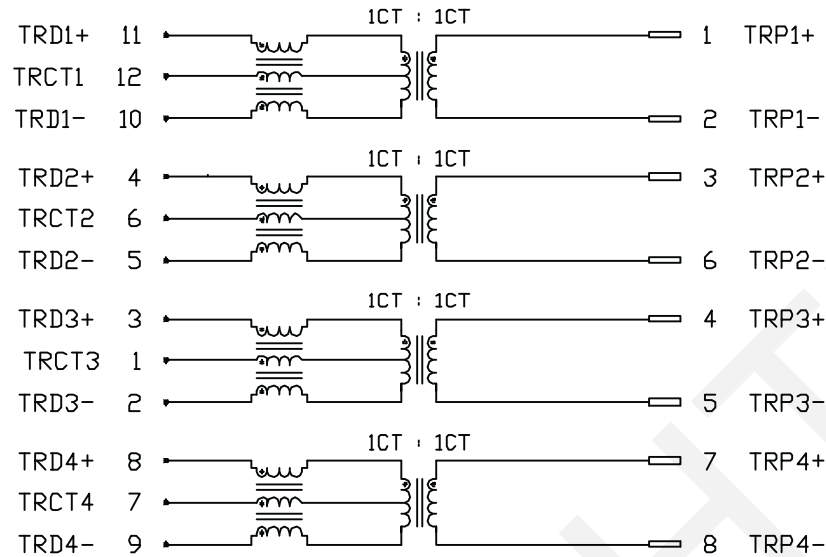 1CT : 1CT
TRD1+ 11 1 TRP1+
TRCT1 12
TRD1- 10 2 TRP1-
1CT : 1CT
TRD2+ 4 3 TRP2+
TRCT2 6
TRD2- 5 6 TRP2-
1CT : 1CT
TRD3+ 3 4 TRP3+
TRCT3 1
TRD3- 2 5 TRP3-
1CT : 1CT
TRD4+ 8 7 TRP4+
TRCT4 7
TRD4- 9 8 TRP4-